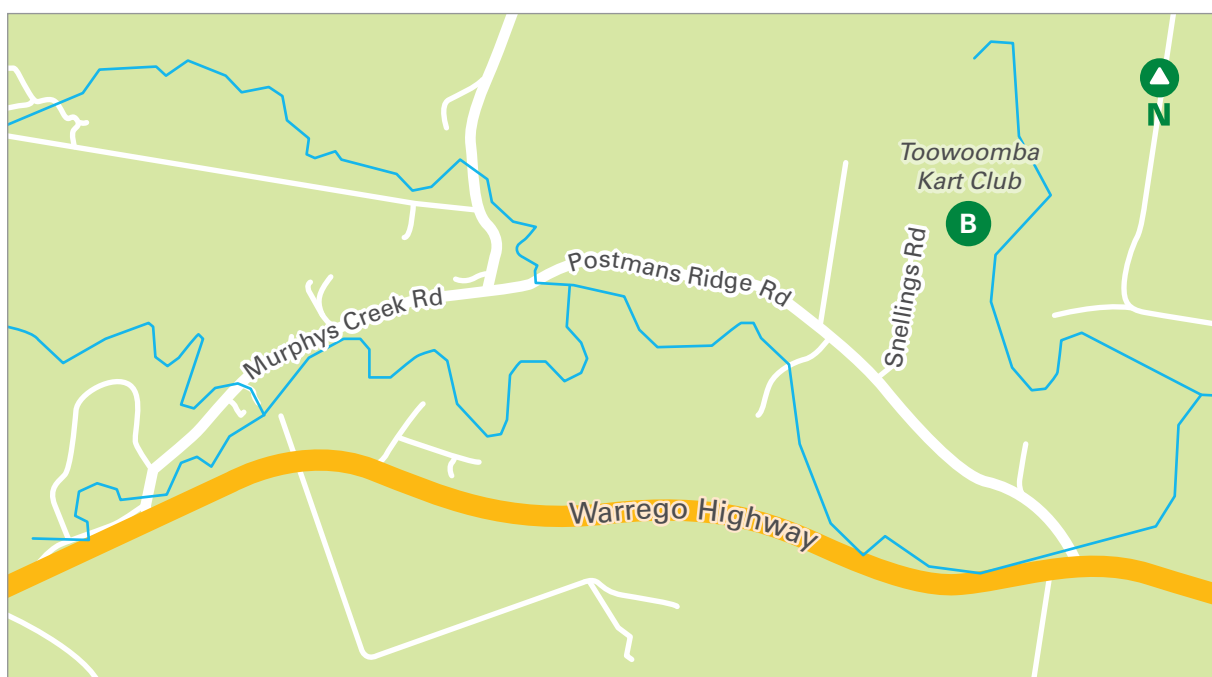 N
Toowoomba
Kart Club
B
Postmans Ridge Rd
Snellings Rd
Murphys Creek Rd
Warrego Highway